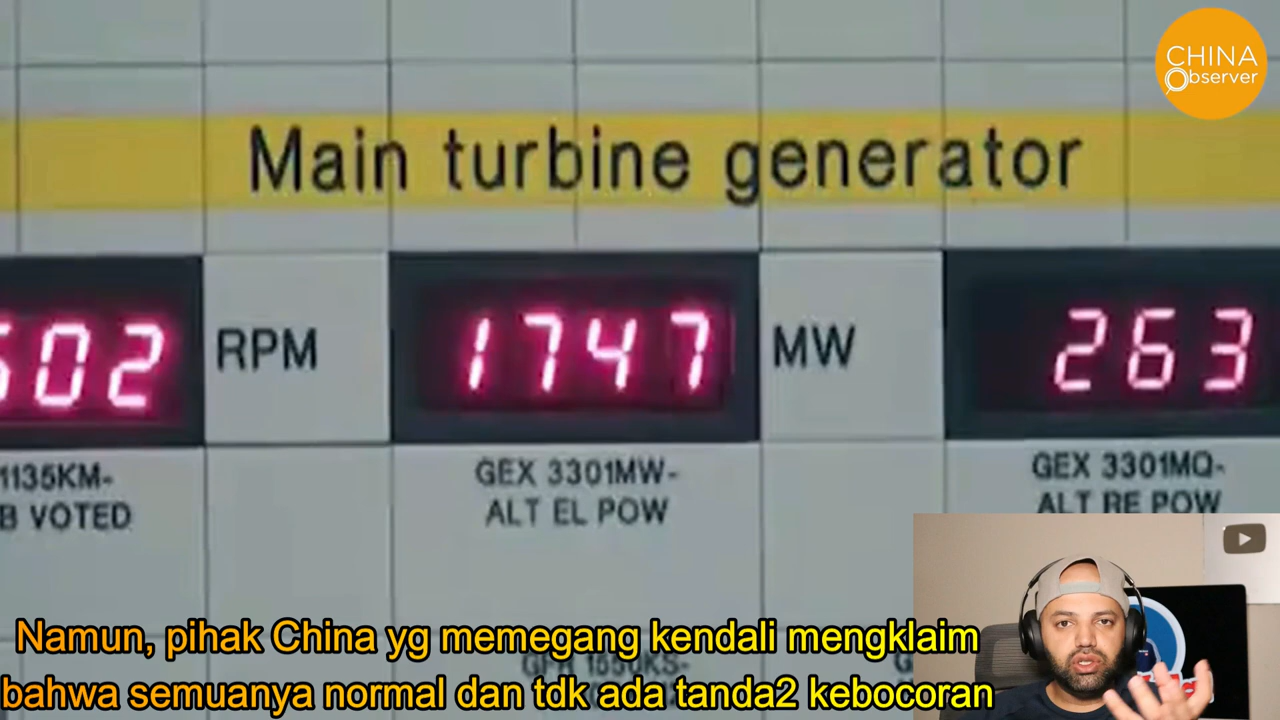 CHINA
Observer
Main turbine generator
502 RPM 1747 MW 263
1135KM-
B VOTED
GEX 3301MW-
ALT EL POW
GEX 3301MQ-
ALT RE POW
Namun, pihak China yg memegang kendali mengklaim
bahwa semuanya normal dan tdk ada tanda2 kebocoran